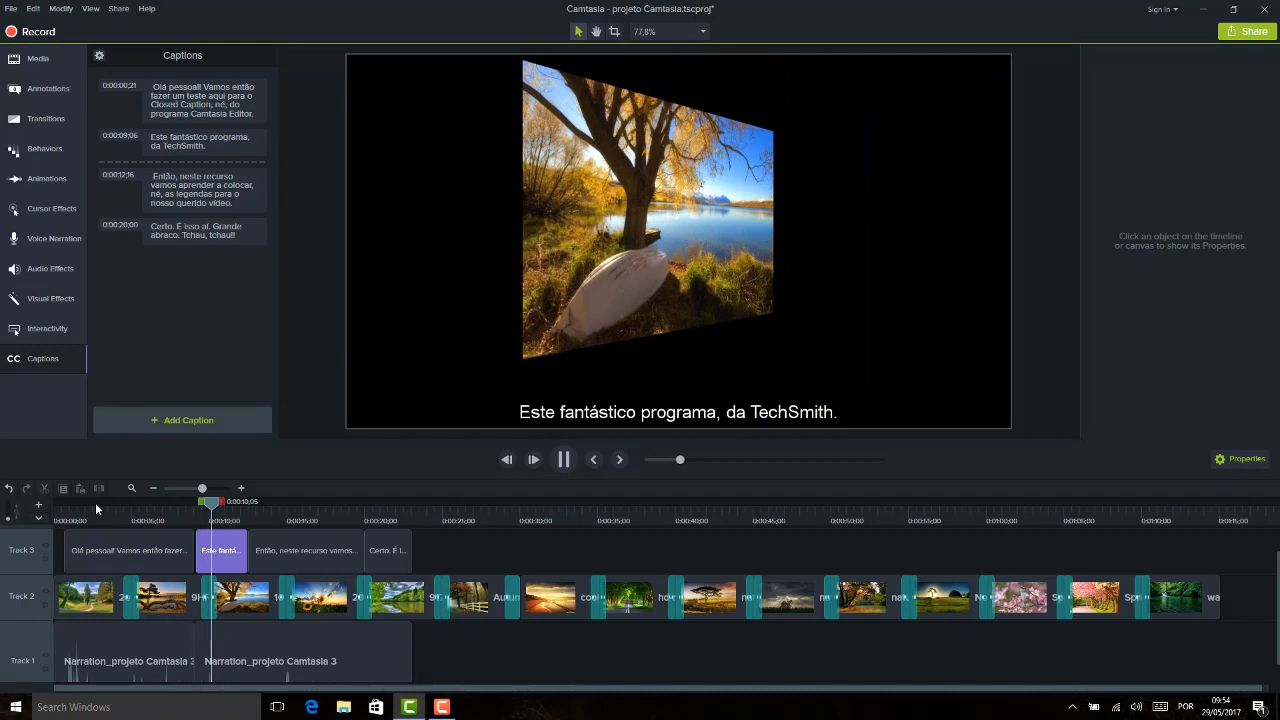 File Edit Modify View Share Help
Camtasia - projeto Camtasia.tscproj*
Sign in
Record
77,8%
Share
Media
Annotations
Transitions
Behaviors
Animations
Cursor Effects
Voice Narration
Audio Effects
Visual Effects
Interactivity
CC Captions
Captions
0:00:00;21
Olá pessoal! Vamos então
fazer um teste aqui para o
Closed Caption, né, do
programa Camtasia Editor.
0:00:09;06
Este fantástico programa,
da TechSmith.
0:00:12;16
Então, neste recurso
vamos aprender a colocar,
né, as legendas para o
nosso querido vídeo.
0:00:20;00
Certo. É isso aí. Grande
abraco. Tchau, tchau!!
+ Add Caption
Este fantástico programa, da TechSmith.
Click an object on the timeline
or canvas to show its Properties.
Properties
0:00:10;05
0:00:00;00 0:00:05;00 0:00:10;00 0:00:15;00 0:00:20;00 0:00:25;00 0:00:30;00 0:00:35;00 0:00:40;00 0:00:45;00 0:00:50;00 0:00:55;00 0:01:00;00 0:01:05;00 0:01:10;00 0:01:15;00
Track 3 Olá pessoal! Vamos então fazer... Este fantá... Então, neste recurso vamos... Certo. É i...
Track 2
Track 1 Narration_projeto Camtasia 3 Narration_projeto Camtasia 3
Search Windows
POR
09:54
29/05/2017